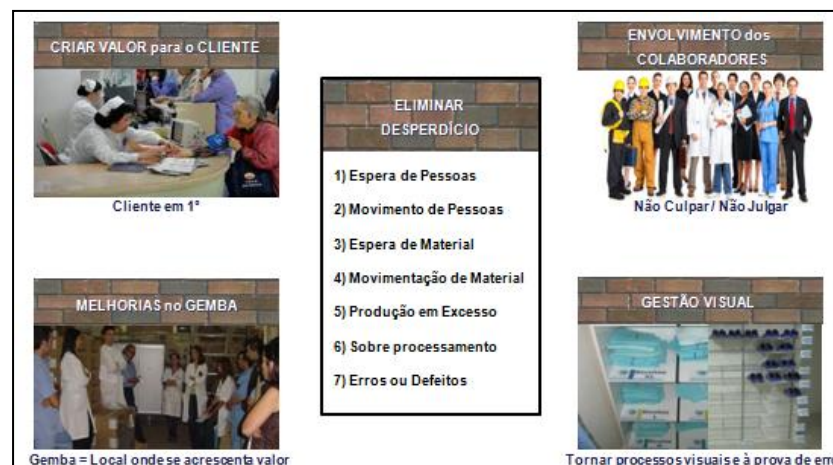 CRIAR VALOR para o CLIENTE
Cliente em 1º
MELHORIAS no GEMBA
Gemba = Local onde se acrescenta valor
ELIMINAR
DESPERDÍCIO
1) Espera de Pessoas
2) Movimento de Pessoas
3) Espera de Material
4) Movimentação de Material
5) Produção em Excesso
6) Sobre processamento
7) Erros ou Defeitos
ENVOLVIMENTO dos
COLABORADORES
Não Culpar/ Não Julgar
GESTÃO VISUAL
Tornar processos visuais e à prova de erro